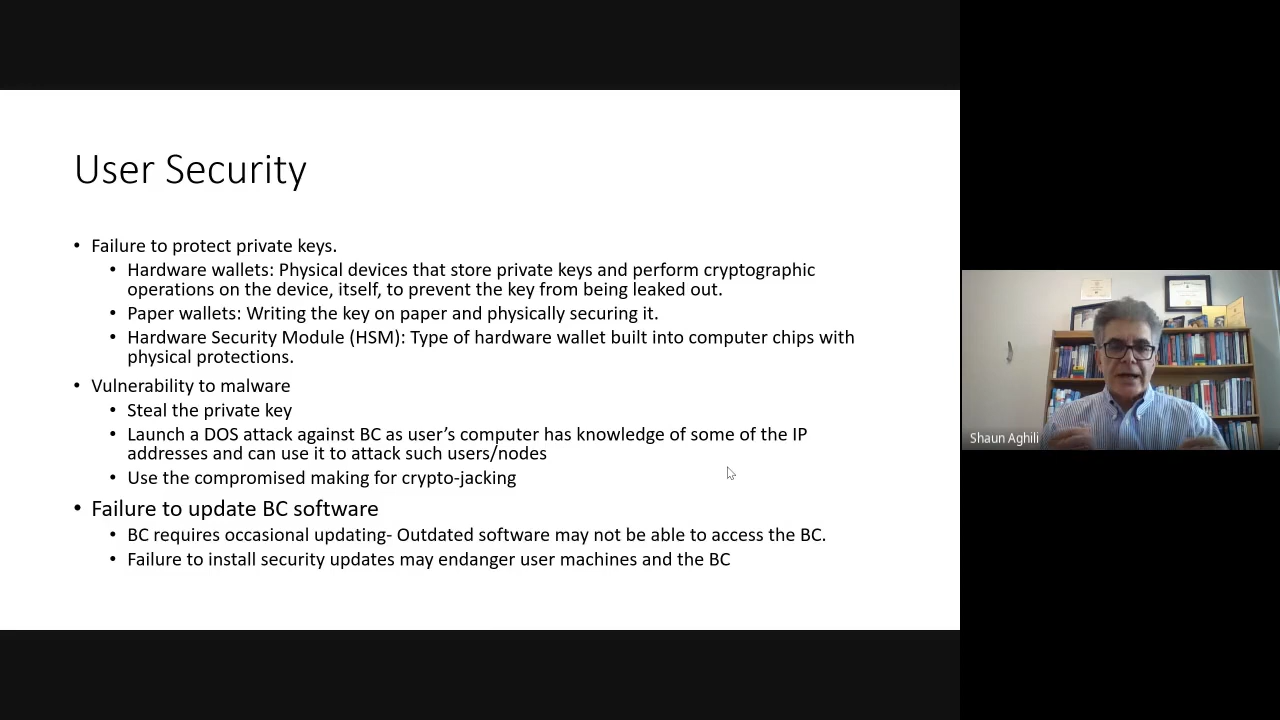 User Security
• Failure to protect private keys.
• Hardware wallets: Physical devices that store private keys and perform cryptographic
operations on the device, itself, to prevent the key from being leaked out.
• Paper wallets: Writing the key on paper and physically securing it.
• Hardware Security Module (HSM): Type of hardware wallet built into computer chips with
physical protections.
• Vulnerability to malware
• Steal the private key
• Launch a DOS attack against BC as user’s computer has knowledge of some of the IP
addresses and can use it to attack such users/nodes
• Use the compromised making for crypto-jacking
• Failure to update BC software
• BC requires occasional updating- Outdated software may not be able to access the BC.
• Failure to install security updates may endanger user machines and the BC
Shaun Aghili